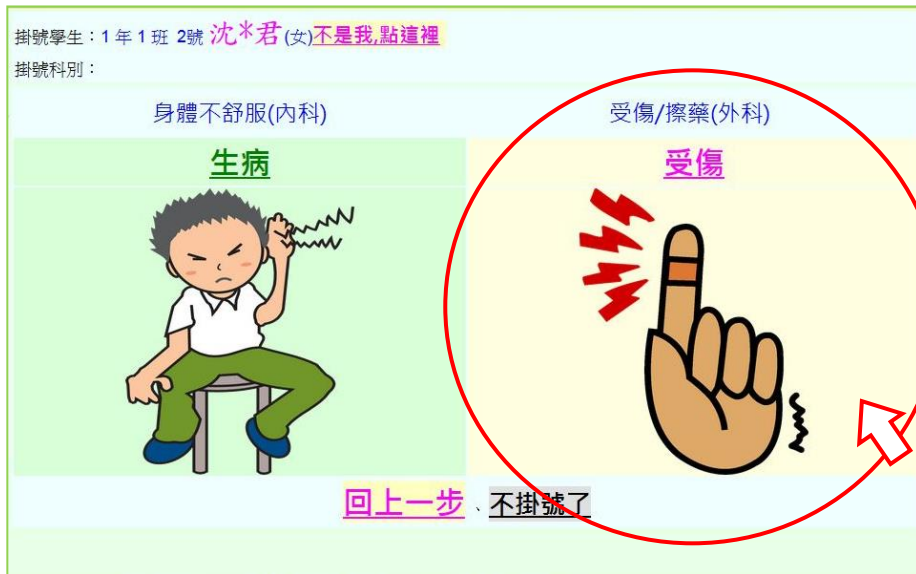 掛號學生：1 年 1 班 2號 沈*君 (女)不是我,點這裡
掛號科別：
身體不舒服(內科)
受傷/擦藥(外科)
生病
受傷
回上一步、不掛號了